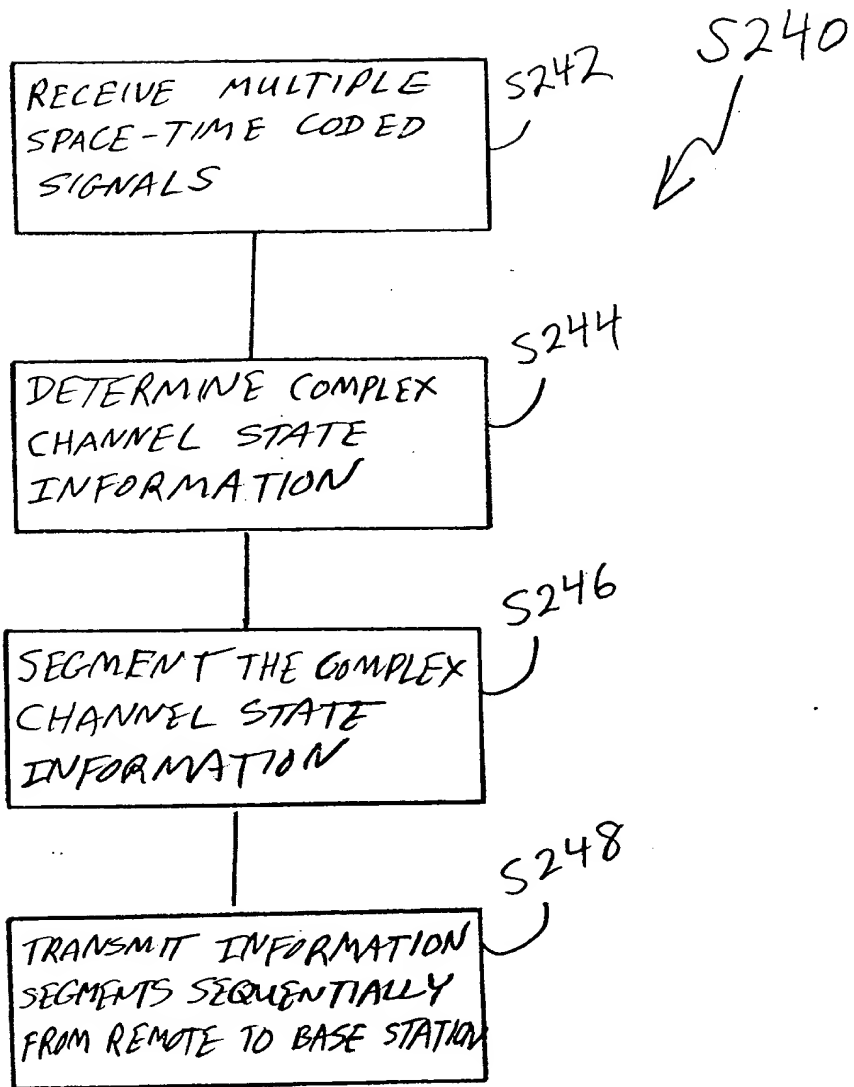 S240
RECEIVE MULTIPLE
SPACE-TIME CODED
SIGNALS
S242
DETERMINE COMPLEX
CHANNEL STATE
INFORMATION
S244
SEGMENT THE COMPLEX
CHANNEL STATE
INFORMATION
S246
TRANSMIT INFORMATION
SEGMENTS SEQUENTIALLY
FROM REMOTE TO BASE STATION
S248